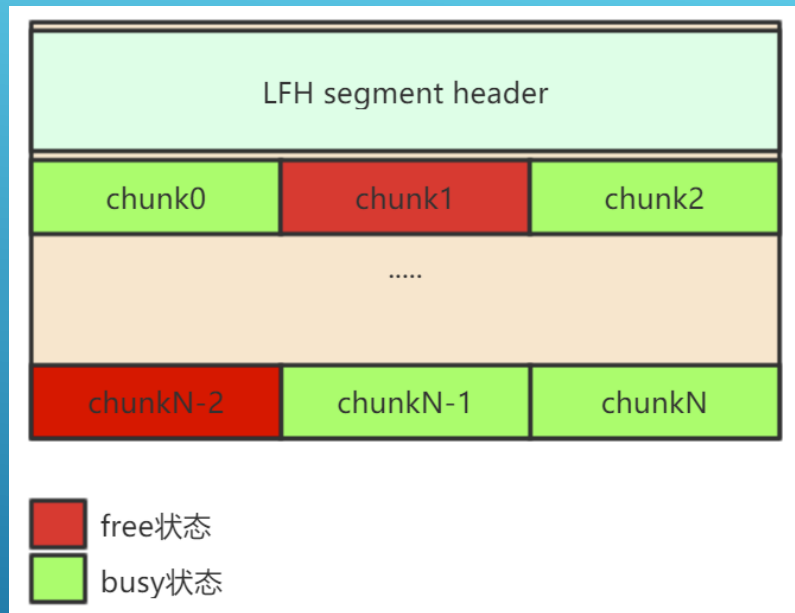 LFH segment header
chunk0 chunk1 chunk2
.....
chunkN-2 chunkN-1 chunkN
free状态
busy状态